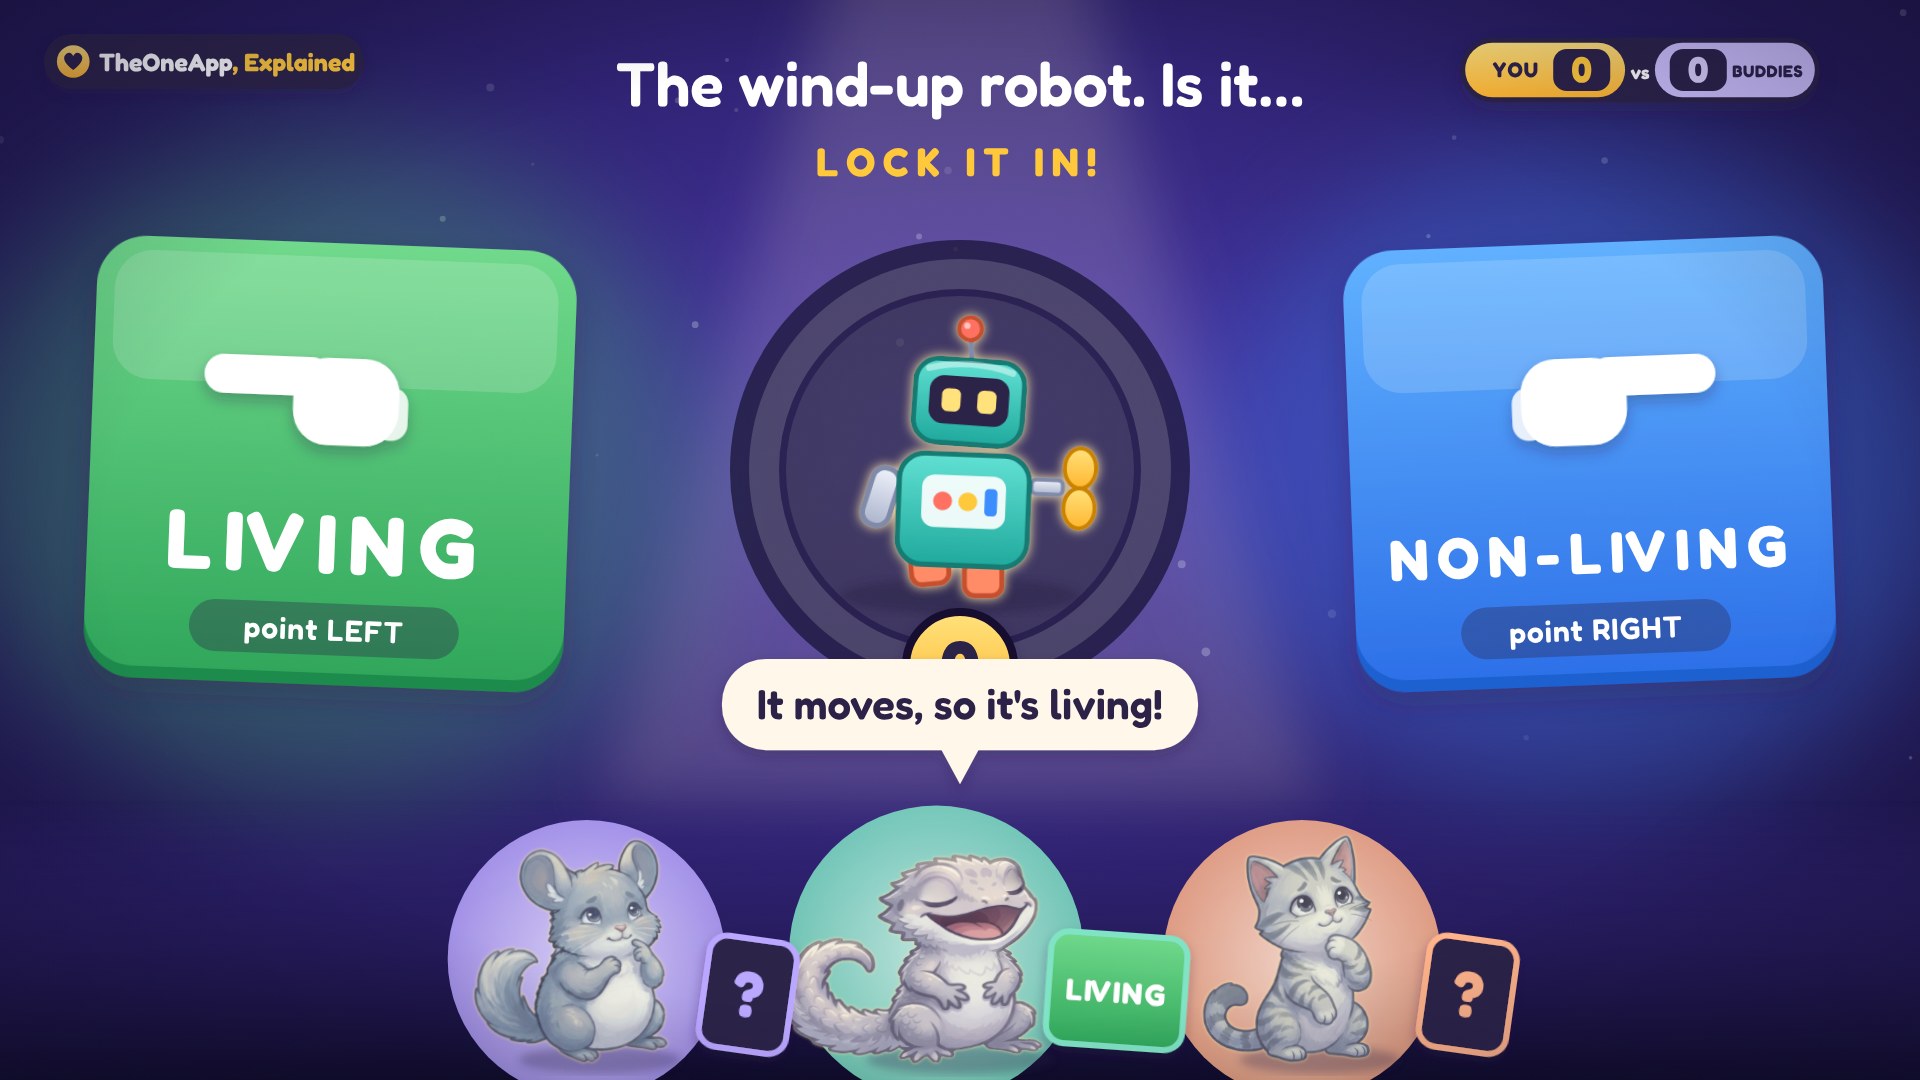 TheOneApp, Explained
The wind-up robot. Is it...
LOCK IT IN!
YOU 0 vs 0 BUDDIES
LIVING
point LEFT
NON-LIVING
point RIGHT
It moves, so it's living!
?
LIVING
?